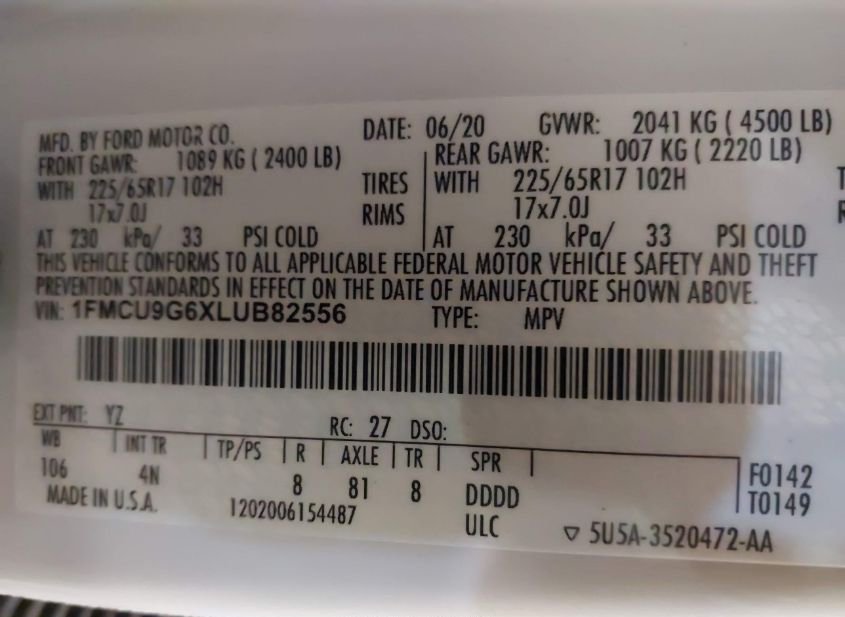 MFD. BY FORD MOTOR CO. DATE: 06/20 GVWR: 2041 KG ( 4500 LB)
FRONT GAWR: 1089 KG ( 2400 LB) REAR GAWR: 1007 KG ( 2220 LB)
WITH 225/65R17 102H TIRES WITH 225/65R17 102H T
17x7.0J RIMS 17x7.0J R
AT 230 kPa/ 33 PSI COLD AT 230 kPa/ 33 PSI COLD
THIS VEHICLE CONFORMS TO ALL APPLICABLE FEDERAL MOTOR VEHICLE SAFETY AND THEFT
PREVENTION STANDARDS IN EFFECT ON THE DATE OF MANUFACTURE SHOWN ABOVE.
VIN: 1FMCU9G6XLUB82556 TYPE: MPV
EXT PNT: YZ RC: 27 DSO:
WB INT TR TP/PS R AXLE TR SPR
106 4N 8 81 8 DDDD F0142
MADE IN U.S.A. 1202006154487 ULC T0149
▽ 5U5A-3520472-AA